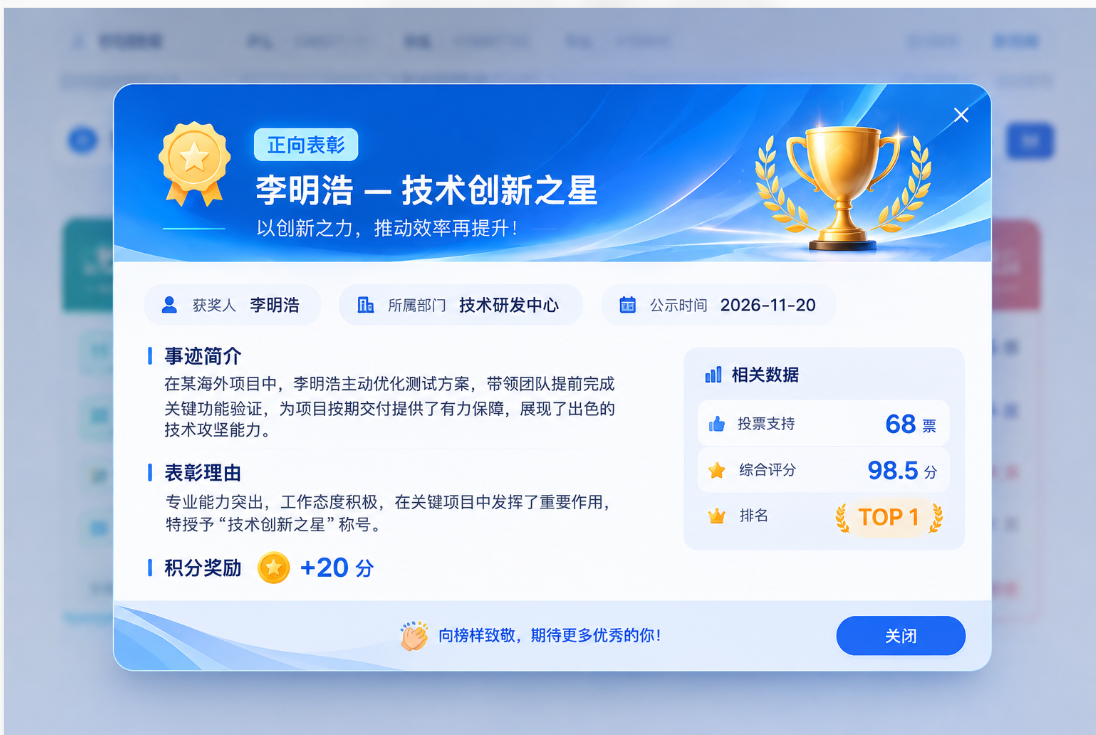 正向表彰
李明浩 — 技术创新之星
以创新之力，推动效率再提升！
获奖人 李明浩
所属部门 技术研发中心
公示时间 2026-11-20
事迹简介
在某海外项目中，李明浩主动优化测试方案，带领团队提前完成
关键功能验证，为项目按期交付提供了有力保障，展现了出色的
技术攻坚能力。
表彰理由
专业能力突出，工作态度积极，在关键项目中发挥了重要作用，
特授予“技术创新之星”称号。
积分奖励 +20 分
相关数据
投票支持 68 票
综合评分 98.5 分
排名 TOP 1
向榜样致敬，期待更多优秀的你！
关闭